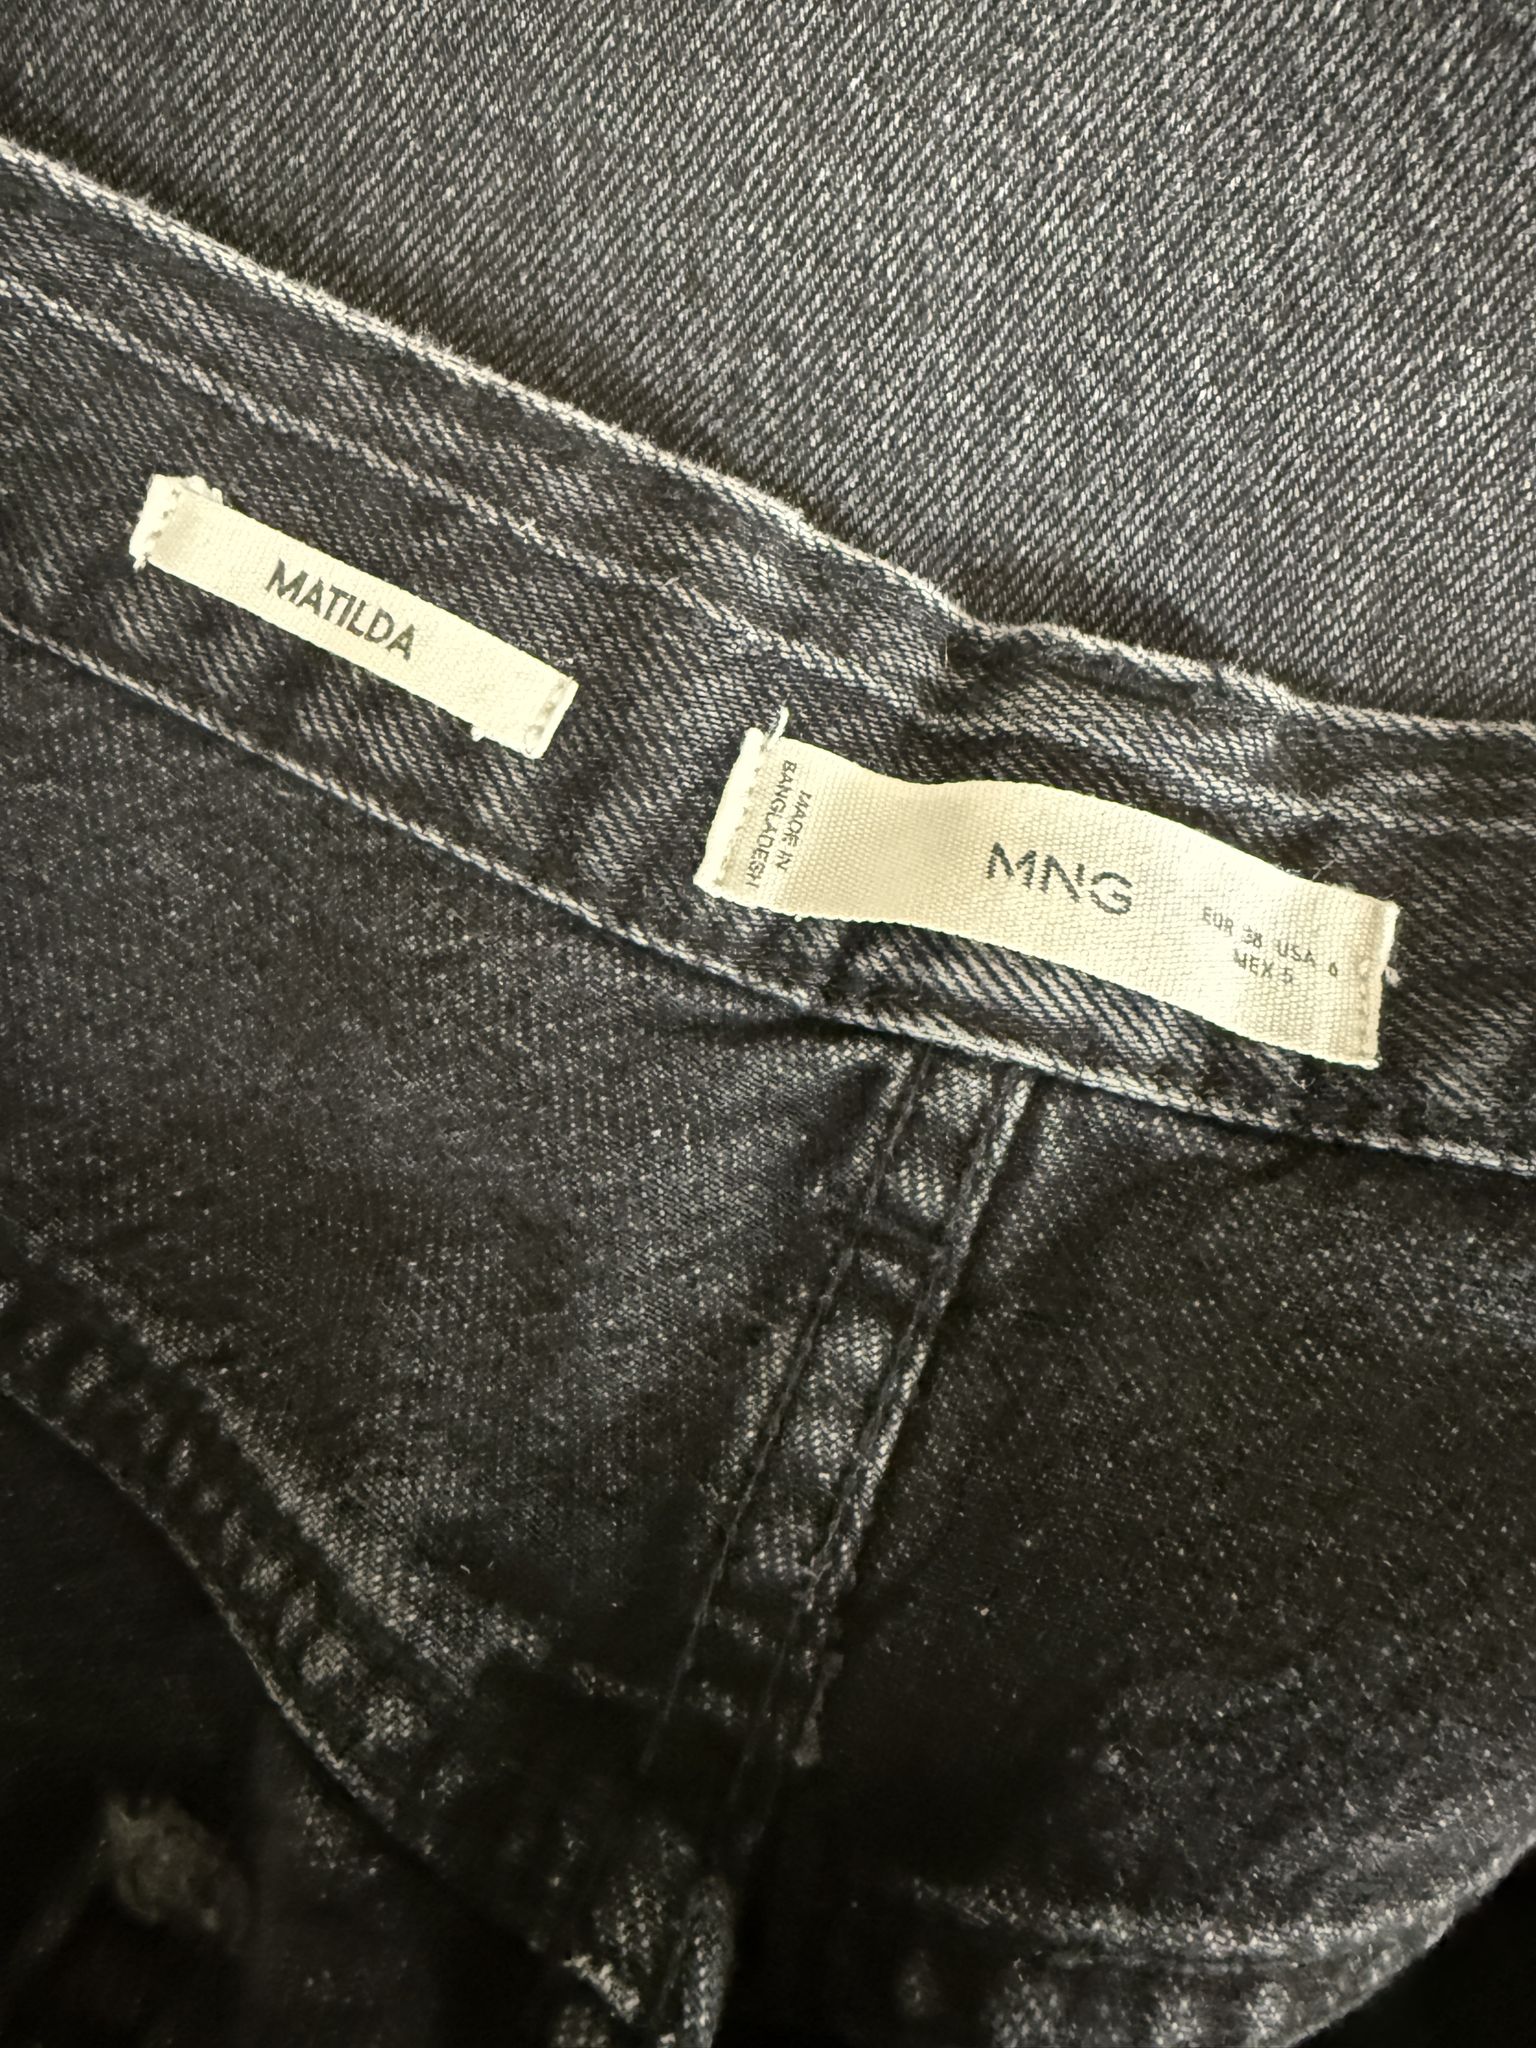 MATILDA
MADE IN
BANGLADESH
MNG
EUR 38 USA 6
MEX 5